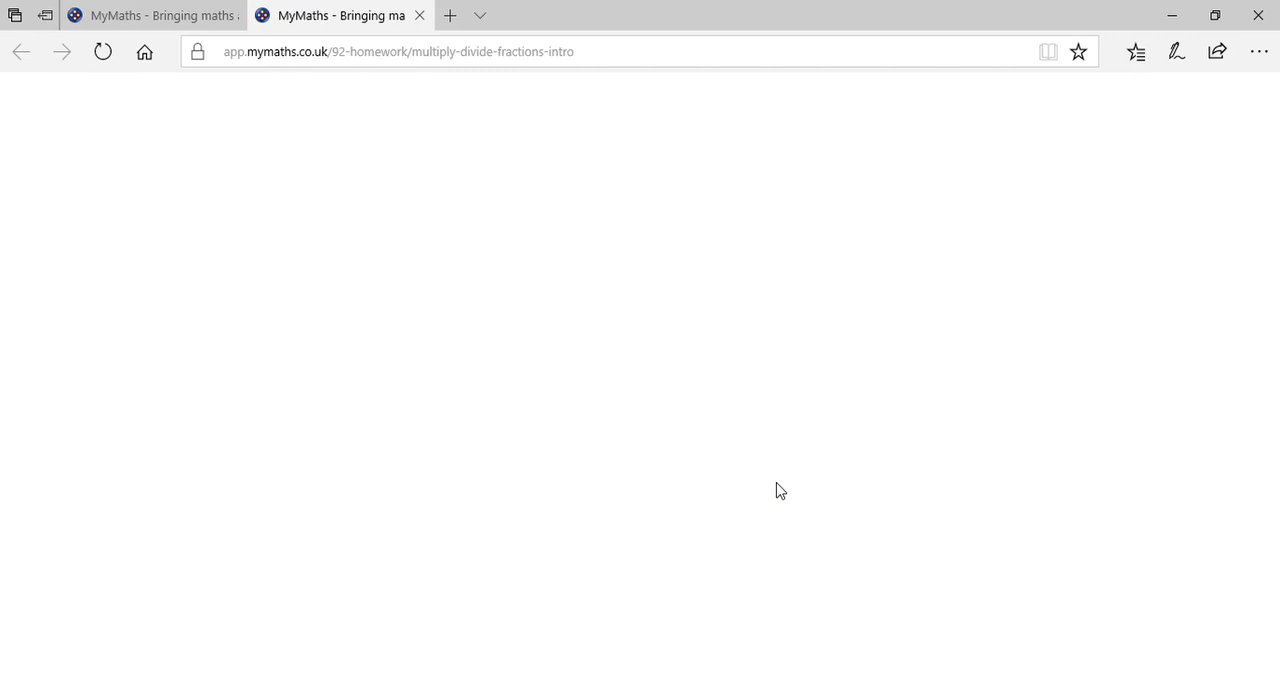 MyMaths - Bringing maths
MyMaths - Bringing ma
app.mymaths.co.uk/92-homework/multiply-divide-fractions-intro